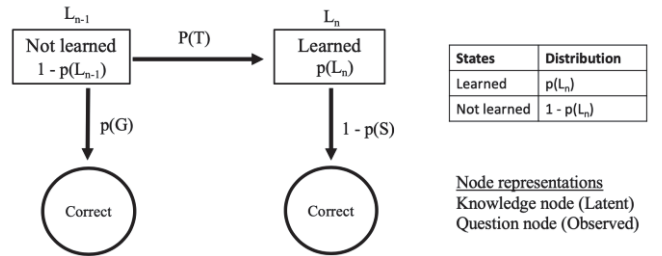 Lₙ₋₁
Lₙ
Not learned
1 - p(Lₙ₋₁)
P(T)
Learned
p(Lₙ)
p(G)
1 - p(S)
Correct
Correct
States Distribution
Learned p(Lₙ)
Not learned 1 - p(Lₙ)
Node representations
Knowledge node (Latent)
Question node (Observed)